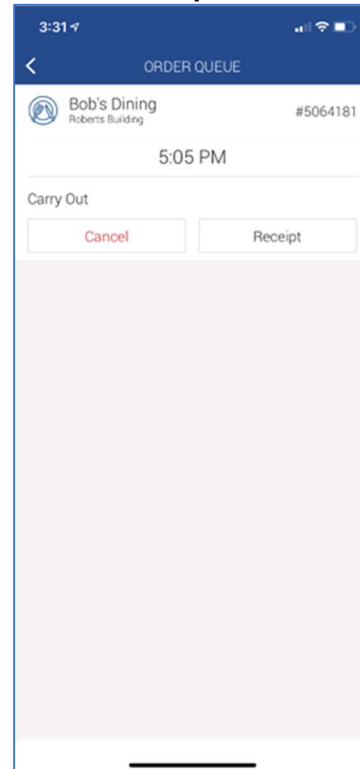 3:31
ORDER QUEUE
Bob's Dining
Roberts Building
#5064181
5:05 PM
Carry Out
Cancel
Receipt